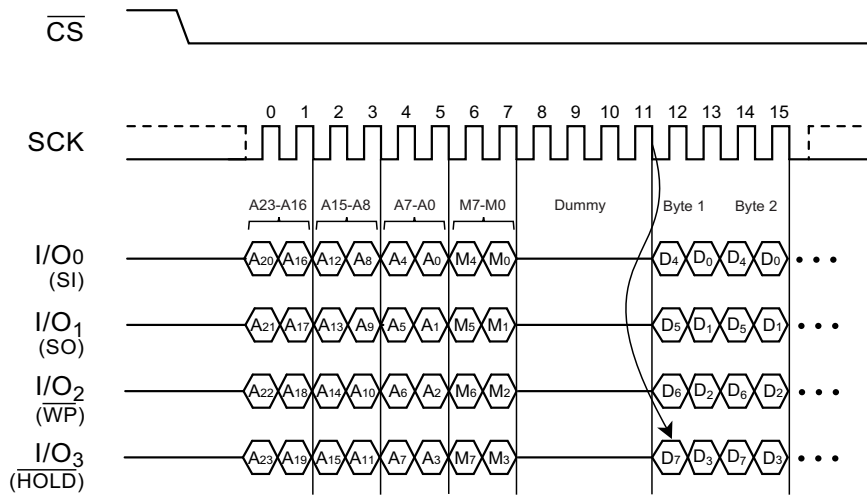 CS
SCK
0 1 2 3 4 5 6 7 8 9 10 11 12 13 14 15
A23-A16 A15-A8 A7-A0 M7-M0 Dummy Byte 1 Byte 2
I/O0 A20 A16 A12 A8 A4 A0 M4 M0 D4 D0 D4 D0
(SI)
I/O1 A21 A17 A13 A9 A5 A1 M5 M1 D5 D1 D5 D1
(SO)
I/O2 A22 A18 A14 A10 A6 A2 M6 M2 D6 D2 D6 D2
(WP)
I/O3 A23 A19 A15 A11 A7 A3 M7 M3 D7 D3 D7 D3
(HOLD)